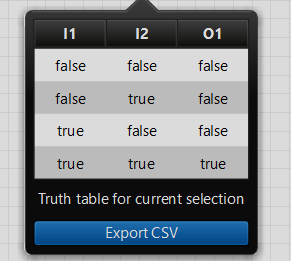 I1 I2 O1
false false false
false true false
true false false
true true true
Truth table for current selection
Export CSV